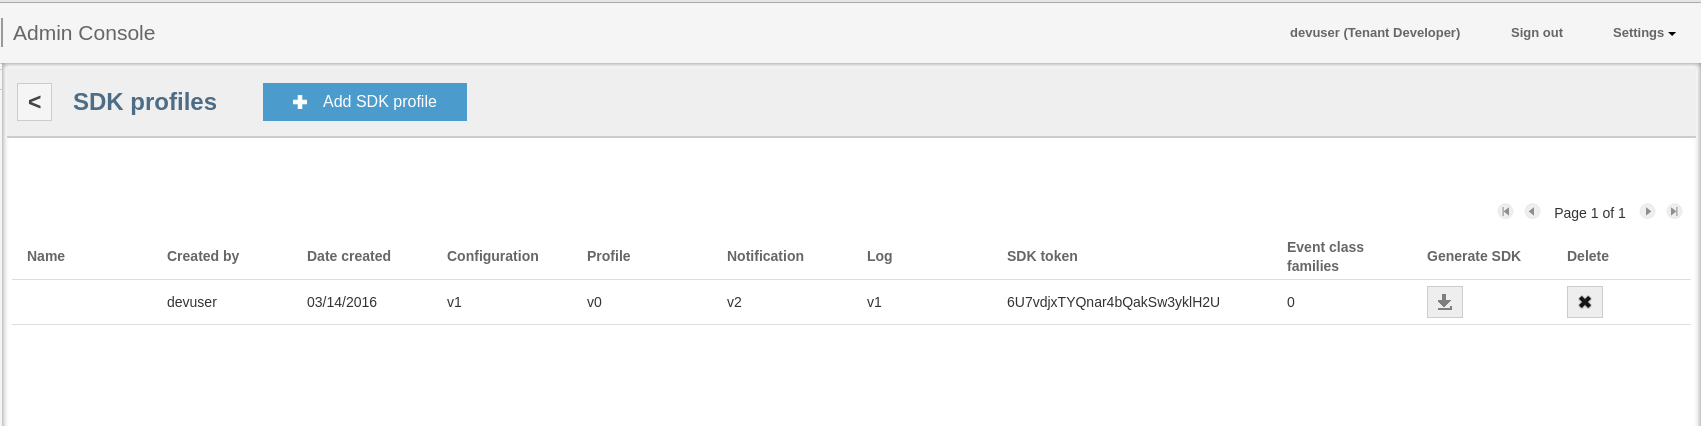 Admin Console
devuser (Tenant Developer) Sign out Settings
< SDK profiles Add SDK profile
Page 1 of 1
Name Created by Date created Configuration Profile Notification Log SDK token Event class families Generate SDK Delete
devuser 03/14/2016 v1 v0 v2 v1 6U7vdjxTYQnar4bQakSw3yklH2U 0